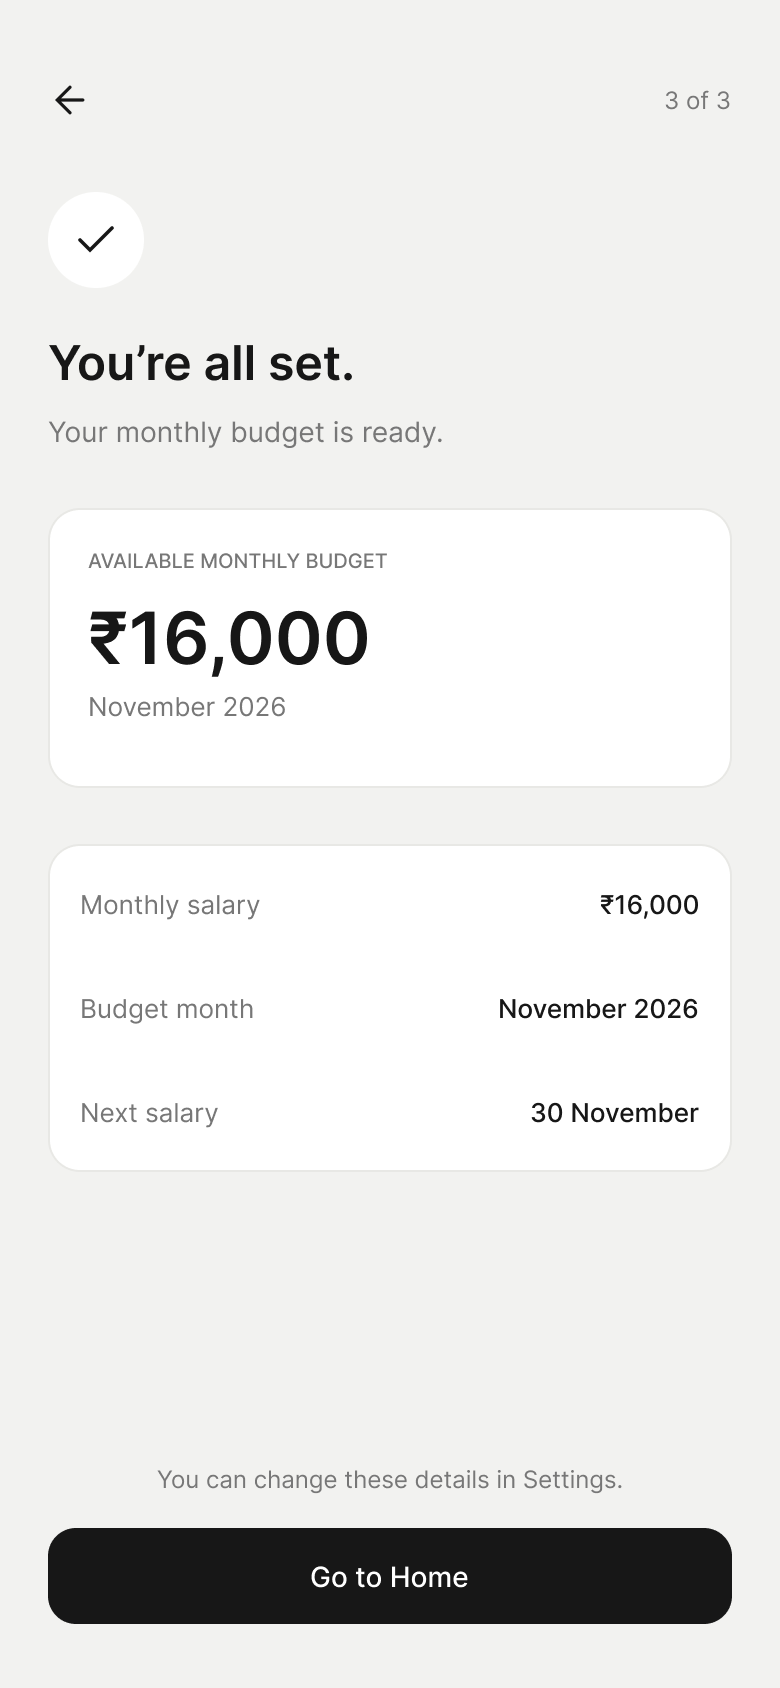 3 of 3
You’re all set.
Your monthly budget is ready.
AVAILABLE MONTHLY BUDGET
₹16,000
November 2026
Monthly salary ₹16,000
Budget month November 2026
Next salary 30 November
You can change these details in Settings.
Go to Home